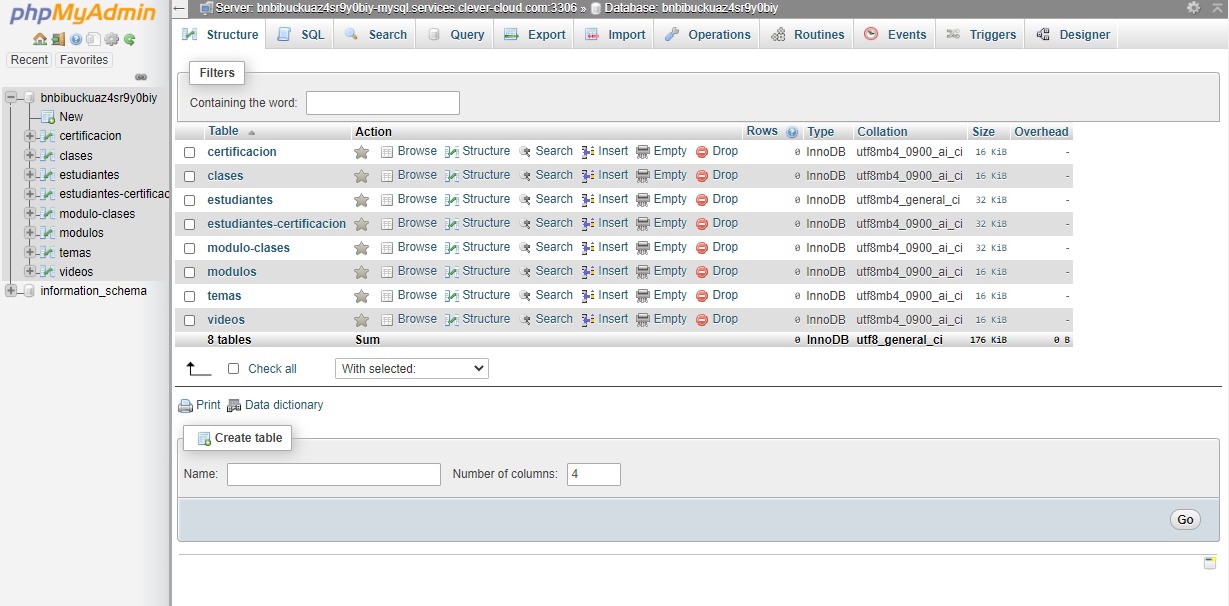 phpMyAdmin
Server: bnbibuckuaz4sr9y0biy-mysql.services.clever-cloud.com:3306 » Database: bnbibuckuaz4sr9y0biy
Structure SQL Search Query Export Import Operations Routines Events Triggers Designer
Recent Favorites
bnbibuckuaz4sr9y0biy
New
certificacion
clases
estudiantes
estudiantes-certificac
modulo-clases
modulos
temas
videos
information_schema
Filters
Containing the word:
Table Action Rows Type Collation Size Overhead
certificacion Browse Structure Search Insert Empty Drop 0 InnoDB utf8mb4_0900_ai_ci 16 KiB -
clases Browse Structure Search Insert Empty Drop 0 InnoDB utf8mb4_0900_ai_ci 16 KiB -
estudiantes Browse Structure Search Insert Empty Drop 0 InnoDB utf8mb4_general_ci 32 KiB -
estudiantes-certificacion Browse Structure Search Insert Empty Drop 0 InnoDB utf8mb4_0900_ai_ci 32 KiB -
modulo-clases Browse Structure Search Insert Empty Drop 0 InnoDB utf8mb4_0900_ai_ci 32 KiB -
modulos Browse Structure Search Insert Empty Drop 0 InnoDB utf8mb4_0900_ai_ci 16 KiB -
temas Browse Structure Search Insert Empty Drop 0 InnoDB utf8mb4_0900_ai_ci 16 KiB -
videos Browse Structure Search Insert Empty Drop 0 InnoDB utf8mb4_0900_ai_ci 16 KiB -
8 tables Sum 0 InnoDB utf8_general_ci 176 KiB 0 B
Check all With selected:
Print Data dictionary
Create table
Name: Number of columns: 4
Go